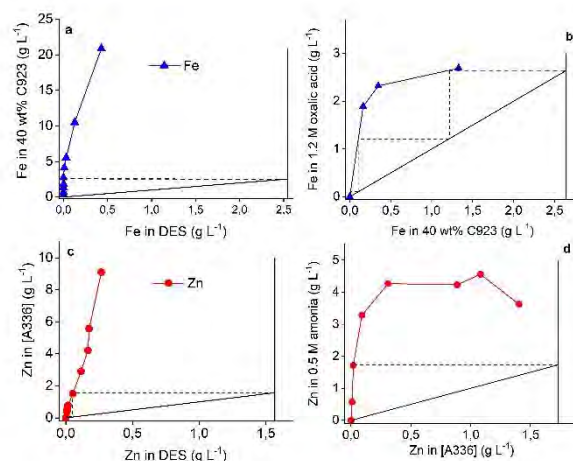 a
25
20
15
10
5
0
Fe in 40 wt% C923 (g L⁻¹)
Fe
0,0 0,5 1,0 1,5 2,0 2,5
Fe in DES (g L⁻¹)
b
3
2
1
0
Fe in 1.2 M oxalic acid (g L⁻¹)
0,0 0,5 1,0 1,5 2,0 2,5
Fe in 40 wt% C923 (g L⁻¹)
c
10
8
6
4
2
0
Zn in [A336] (g L⁻¹)
Zn
0,0 0,5 1,0 1,5
Zn in DES (g L⁻¹)
d
6
5
4
3
2
1
0
Zn in 0.5 M amonia (g L⁻¹)
0,0 0,5 1,0 1,5
Zn in [A336] (g L⁻¹)